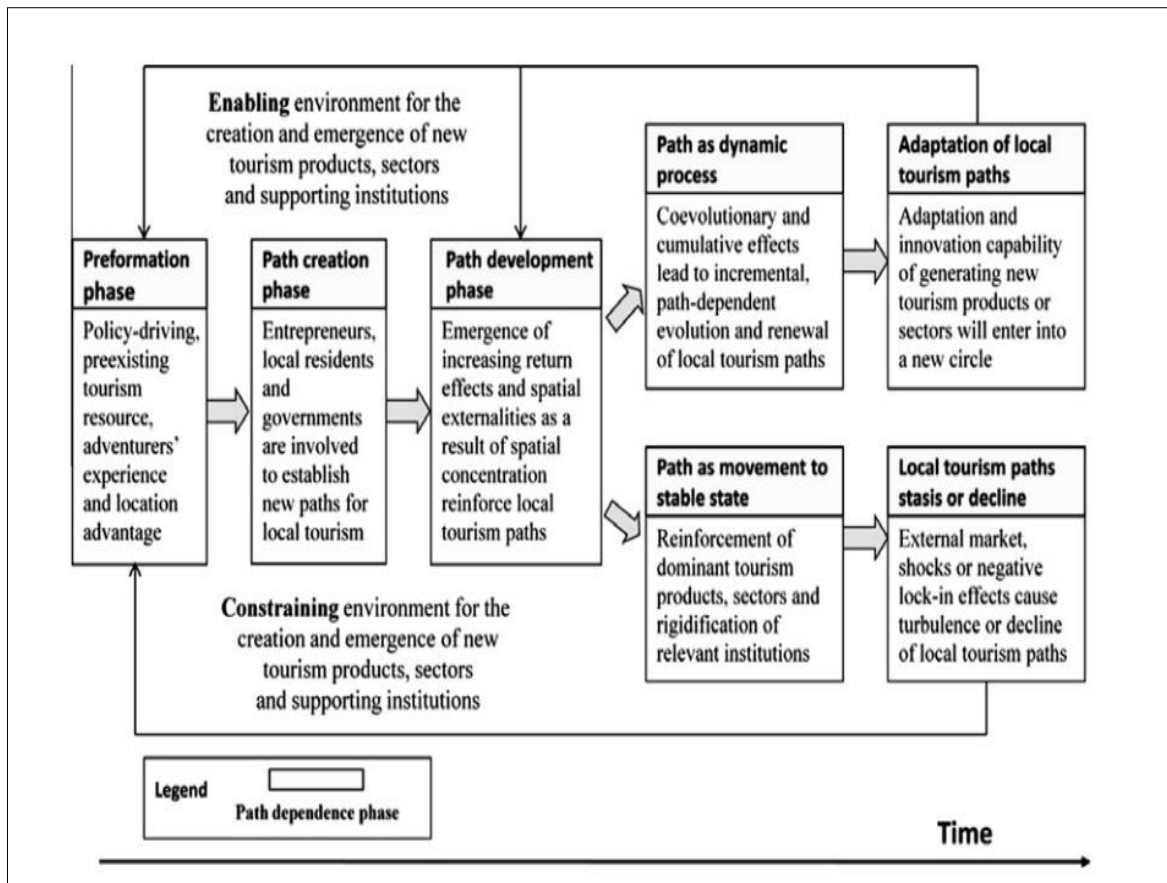 Enabling environment for the
creation and emergence of new
tourism products, sectors
and supporting institutions
Preformation
phase
Policy-driving,
preexisting
tourism
resource,
adventurers’
experience
and location
advantage
Path creation
phase
Entrepreneurs,
local residents
and
governments
are involved
to establish
new paths for
local tourism
Path development
phase
Emergence of
increasing return
effects and spatial
externalities as a
result of spatial
concentration
reinforce local
tourism paths
Path as dynamic
process
Coevolutionary and
cumulative effects
lead to incremental,
path-dependent
evolution and renewal
of local tourism paths
Adaptation of local
tourism paths
Adaptation and
innovation capability
of generating new
tourism products or
sectors will enter into
a new circle
Path as movement to
stable state
Reinforcement of
dominant tourism
products, sectors and
rigidification of
relevant institutions
Local tourism paths
stasis or decline
External market,
shocks or negative
lock-in effects cause
turbulence or decline
of local tourism paths
Constraining environment for the
creation and emergence of new
tourism products, sectors
and supporting institutions
Legend
Path dependence phase
Time